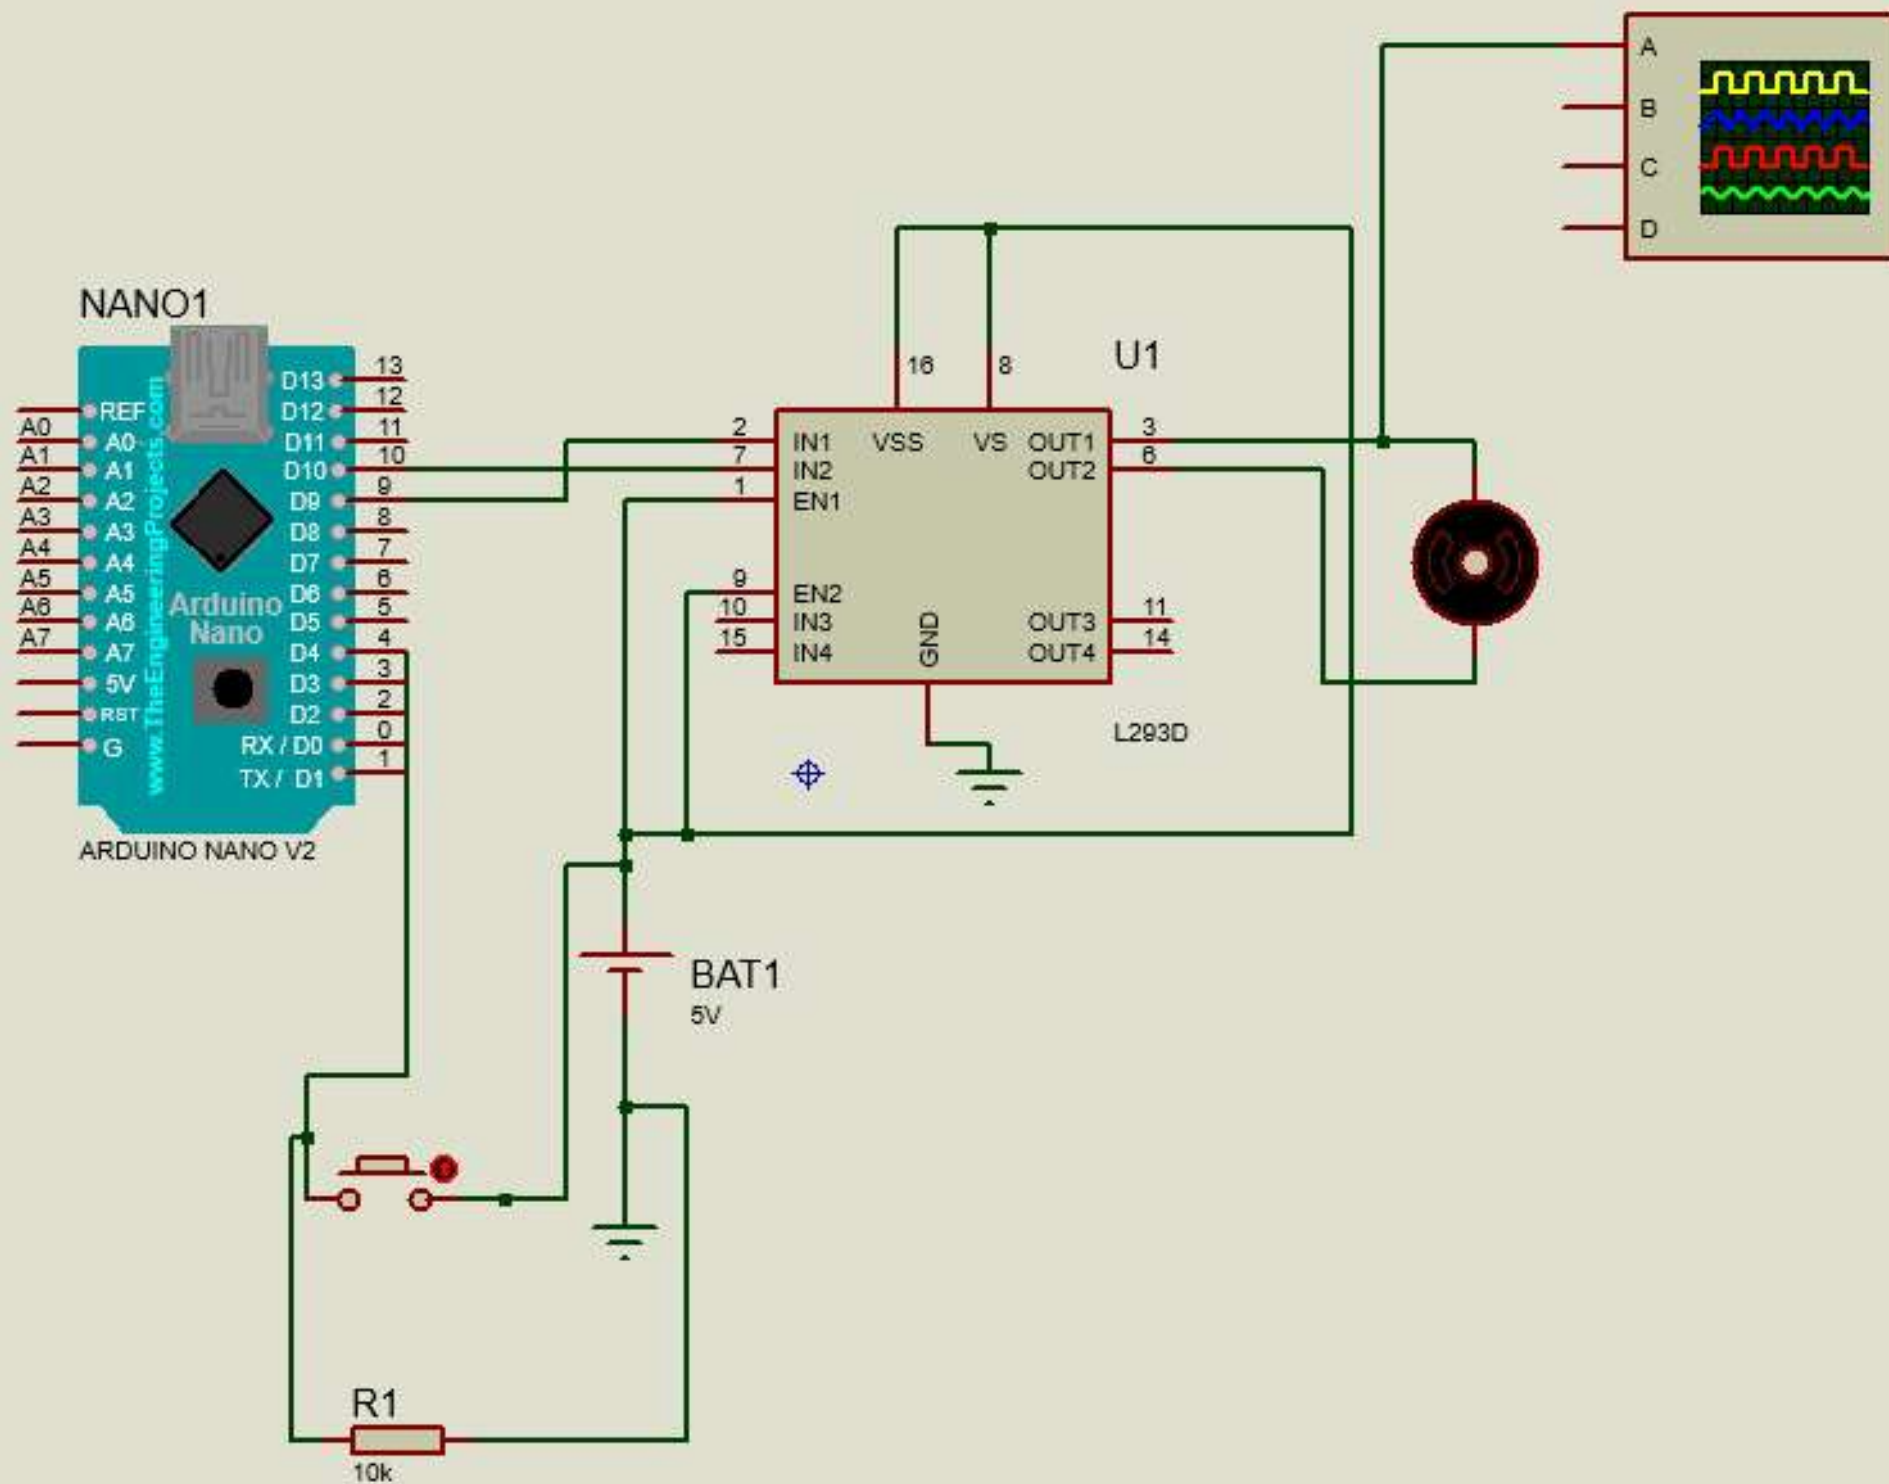 A
B
C
D
NANO1
www.TheEngineeringProjects.com
Arduino
Nano
REF
A0 A0
A1 A1
A2 A2
A3 A3
A4 A4
A5 A5
A6 A6
A7 A7
5V
RST
G
D13 13
D12 12
D11 11
D10 10
D9 9
D8 8
D7 7
D6 6
D5 5
D4 4
D3 3
D2 2
RX / D0 0
TX / D1 1
ARDUINO NANO V2
U1
16 8
2 IN1 VSS VS OUT1 3
7 IN2 OUT2 6
1 EN1
9 EN2
10 IN3 OUT3 11
15 IN4 OUT4 14
GND
L293D
BAT1
5V
R1
10k